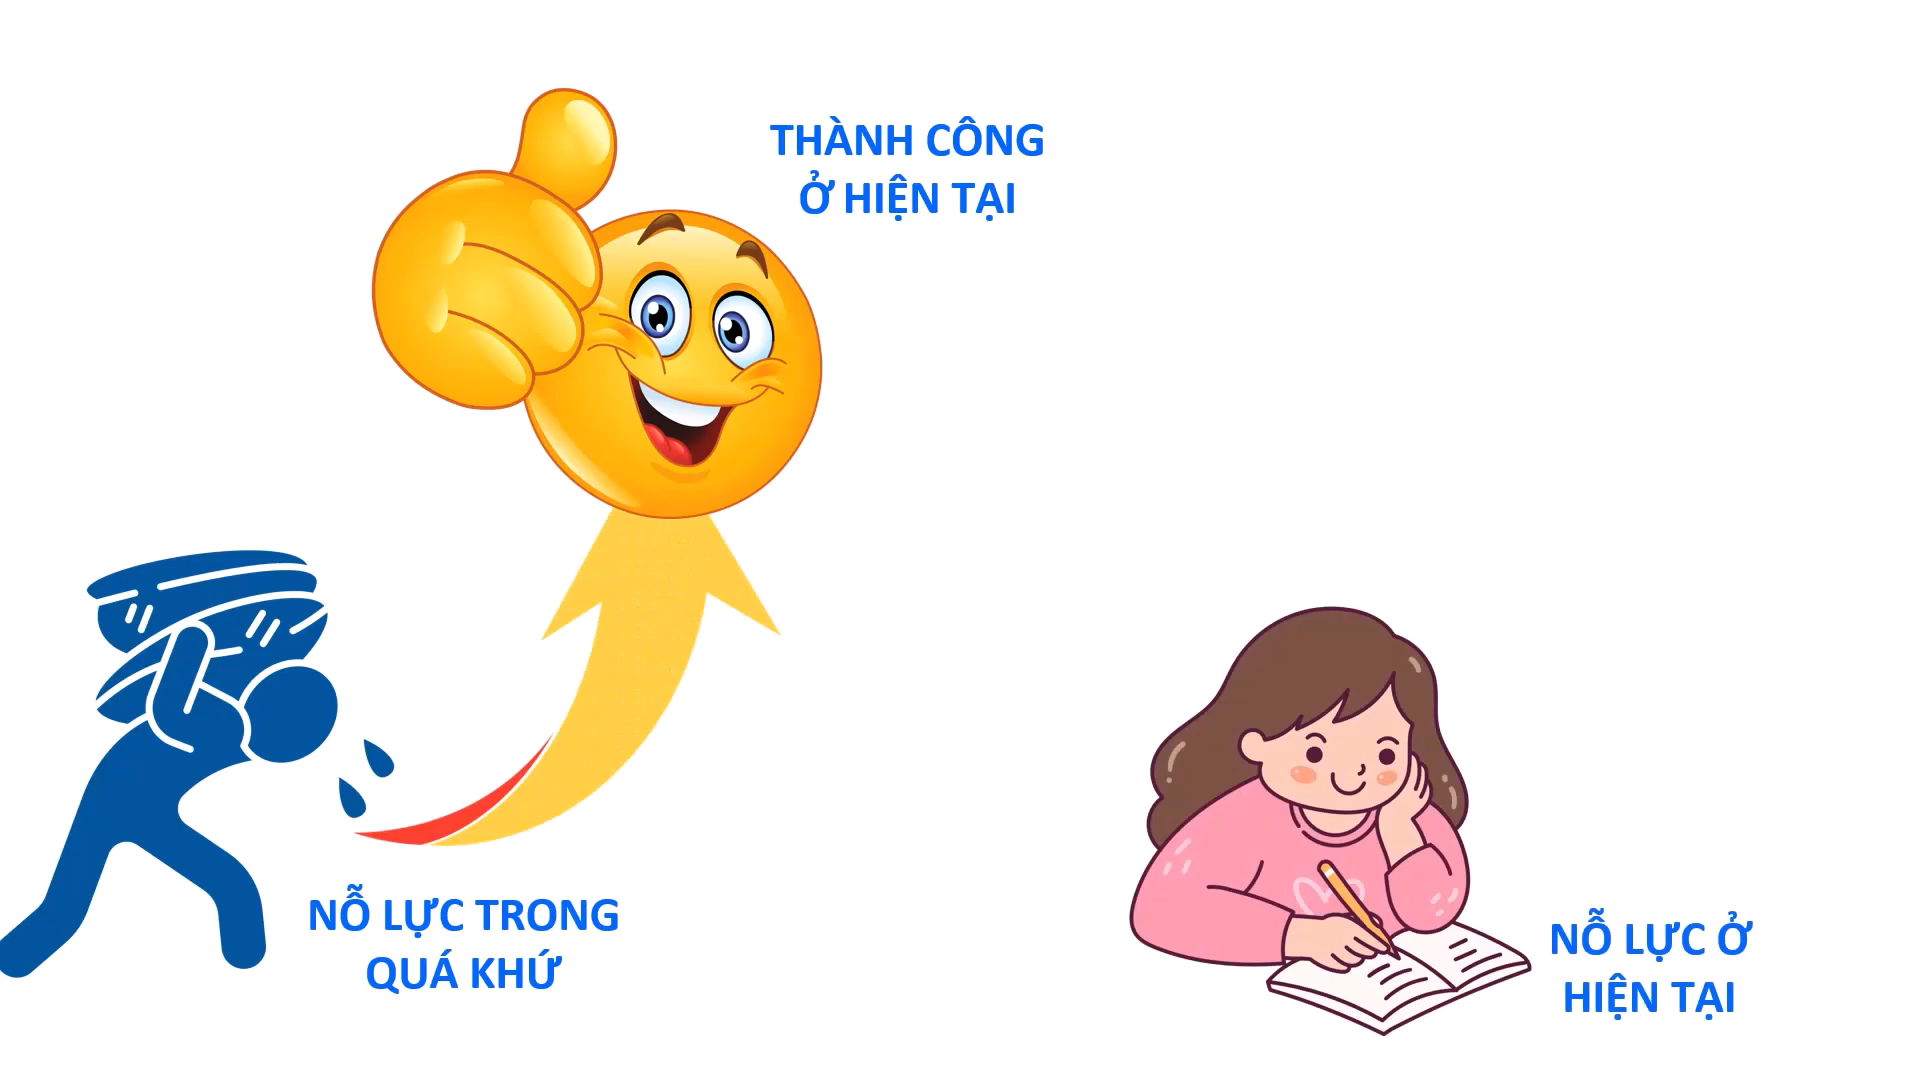 THÀNH CÔNG
Ở HIỆN TẠI
NỖ LỰC TRONG
QUÁ KHỨ
NỖ LỰC Ở
HIỆN TẠI